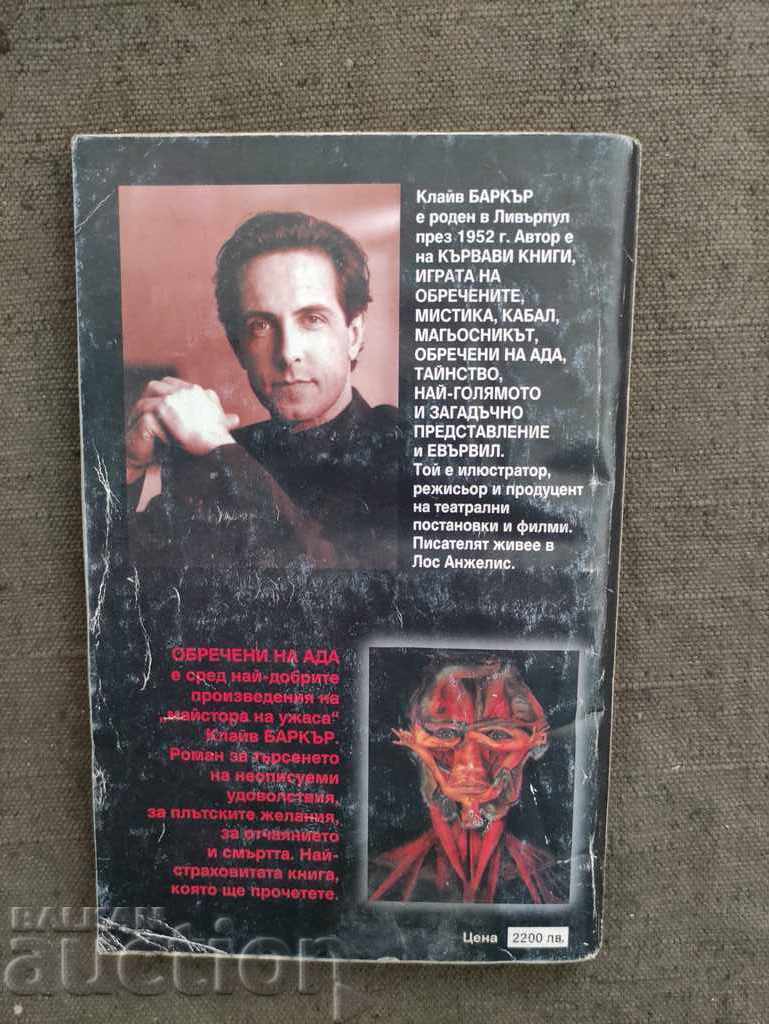 Клайв БАРКЪР
е роден в Ливърпул
през 1952 г. Автор е
на КЪРВАВИ КНИГИ,
ИГРАТА НА
ОБРЕЧЕНИТЕ,
МИСТИКА, КАБАЛ,
МАГЬОСНИКЪТ,
ОБРЕЧЕНИ НА АДА,
ТАЙНСТВО,
НАЙ-ГОЛЯМОТО
И ЗАГАДЪЧНО
ПРЕДСТАВЛЕНИЕ
и ЕВЪРВИЛ.
Той е илюстратор,
режисьор и продуцент
на театрални
постановки и филми.
Писателят живее в
Лос Анжелис.
ОБРЕЧЕНИ НА АДА
е сред най-добрите
произведения на
„майстора на ужаса“
Клайв БАРКЪР.
Роман за търсенето
на неописуеми
удоволствия,
за плътските желания,
за отчаянието
и смъртта. Най-
страховитата книга,
която ще прочетете.
Цена 2200 лв.
BALKAN
auction